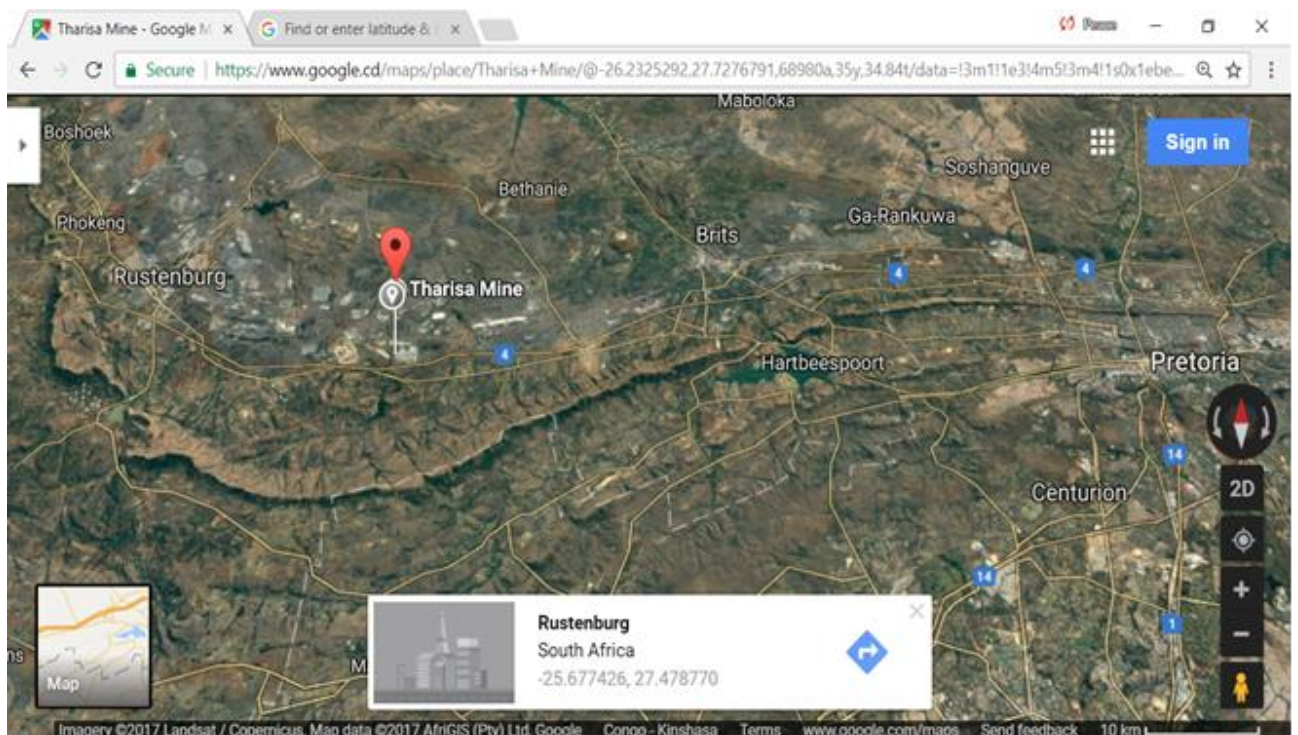 Tharisa Mine - Google M
Find or enter latitude &
Secure
https://www.google.cd/maps/place/Tharisa+Mine/@-26.2325292,27.7276791,68980a,35y,34.84t/data=!3m1!1e3!4m5!3m4!1s0x1ebe...
Maboloka
Boshoek
Sign in
Soshanguve
Bethanie
Phokeng
Ga-Rankuwa
Brits
Rustenburg
4
4
Tharisa Mine
4
Hartbeespoort
Pretoria
14
2D
Centurion
14
Rustenburg
South Africa
-25.677426, 27.478770
1
M
Map
Imagery ©2017 Landsat / Copernicus, Map data ©2017 AfriGIS (Pty) Ltd, Google Congo - Kinshasa Terms www.google.com/maps Send feedback 10 km